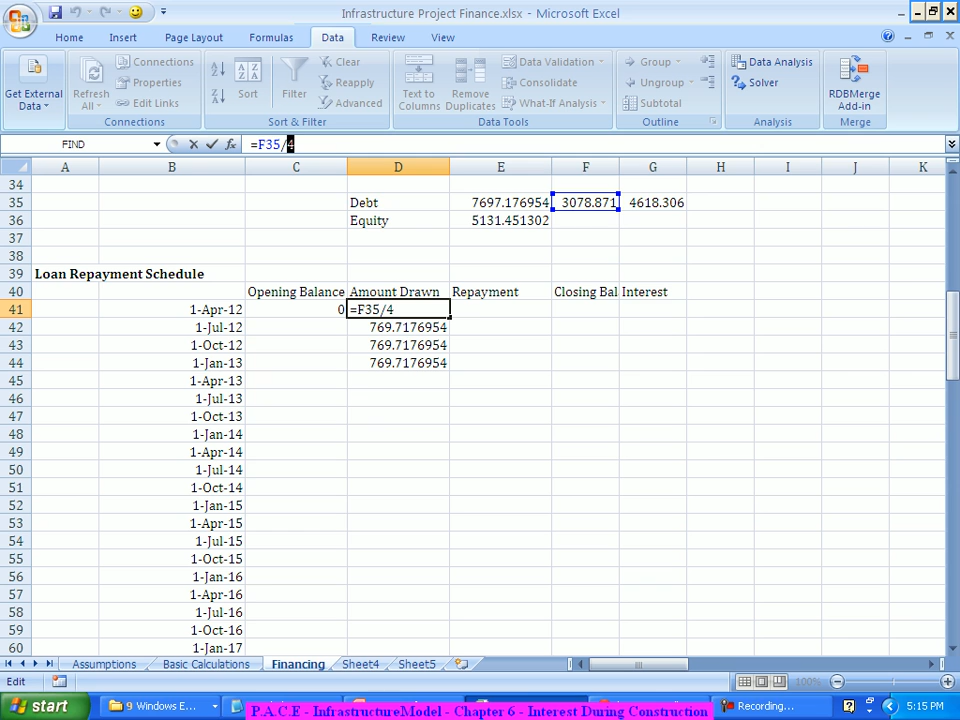 Infrastructure Project Finance.xlsx - Microsoft Excel
Home Insert Page Layout Formulas Data Review View
Get External Data
Refresh All
Connections
Properties
Edit Links
Connections
Sort
Filter
Clear
Reapply
Advanced
Sort & Filter
Text to Columns
Remove Duplicates
Data Validation
Consolidate
What-If Analysis
Data Tools
Group
Ungroup
Subtotal
Outline
Data Analysis
Solver
Analysis
RDBMerge Add-in
Merge
FIND =F35/4
A B C D E F G H I J K
34
35 Debt 7697.176954 3078.871 4618.306
36 Equity 5131.451302
37
38
39 Loan Repayment Schedule
40 Opening Balance Amount Drawn Repayment Closing Bal Interest
41 1-Apr-12 0 =F35/4
42 1-Jul-12 769.7176954
43 1-Oct-12 769.7176954
44 1-Jan-13 769.7176954
45 1-Apr-13
46 1-Jul-13
47 1-Oct-13
48 1-Jan-14
49 1-Apr-14
50 1-Jul-14
51 1-Oct-14
52 1-Jan-15
53 1-Apr-15
54 1-Jul-15
55 1-Oct-15
56 1-Jan-16
57 1-Apr-16
58 1-Jul-16
59 1-Oct-16
60 1-Jan-17
Assumptions Basic Calculations Financing Sheet4 Sheet5
Edit 100%
start 9 Windows E... Recording... 5:15 PM
P.A.C.E - InfrastructureModel - Chapter 6 - Interest During Construction